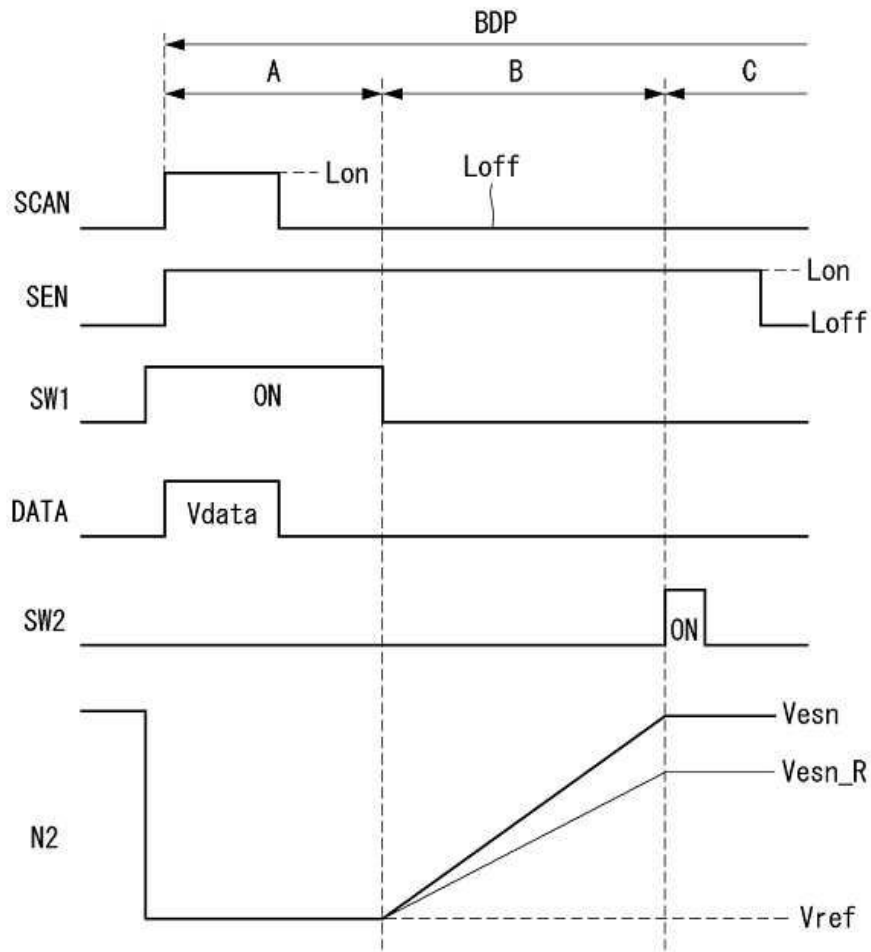 BDP
A
B
C
SCAN
Lon
Loff
SEN
Lon
Loff
SW1
ON
DATA
Vdata
SW2
ON
N2
Vesn
Vesn_R
Vref